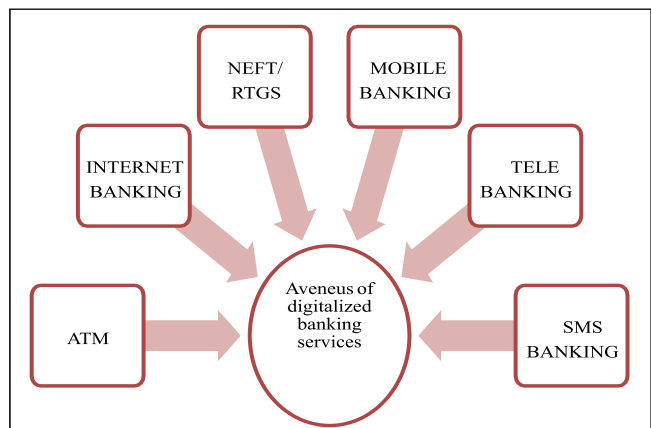 NEFT/
RTGS
MOBILE
BANKING
INTERNET
BANKING
TELE
BANKING
Aveneus of
digitalized
banking
services
ATM
SMS
BANKING